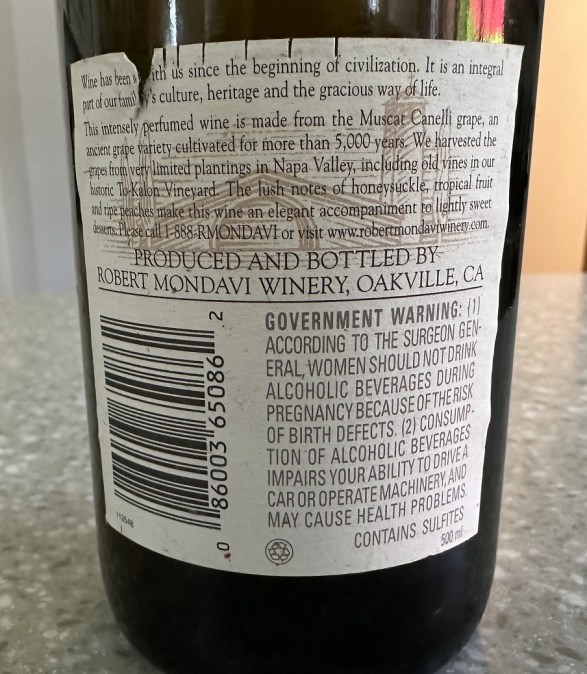 Wine has been w ith us since the beginning of civilization. It is an integral
part of our famil y's culture, heritage and the gracious way of life.
This intensely perfumed wine is made from the Muscat Canelli grape, an
ancient grape variety cultivated for more than 5,000 years. We harvested the
grapes from very limited plantings in Napa Valley, including old vines in our
historic To Kalon Vineyard. The lush notes of honeysuckle, tropical fruit
and ripe peaches make this wine an elegant accompaniment to lightly sweet
desserts. Please call 1-888-RMONDAVI or visit www.robertmondaviwinery.com.
PRODUCED AND BOTTLED BY
ROBERT MONDAVI WINERY, OAKVILLE, CA
0 86003 65086 2
GOVERNMENT WARNING: (1)
ACCORDING TO THE SURGEON GEN-
ERAL, WOMEN SHOULD NOT DRINK
ALCOHOLIC BEVERAGES DURING
PREGNANCY BECAUSE OF THE RISK
OF BIRTH DEFECTS. (2) CONSUMP-
TION OF ALCOHOLIC BEVERAGES
IMPAIRS YOUR ABILITY TO DRIVE A
CAR OR OPERATE MACHINERY, AND
MAY CAUSE HEALTH PROBLEMS.
CONTAINS SULFITES
500 ml